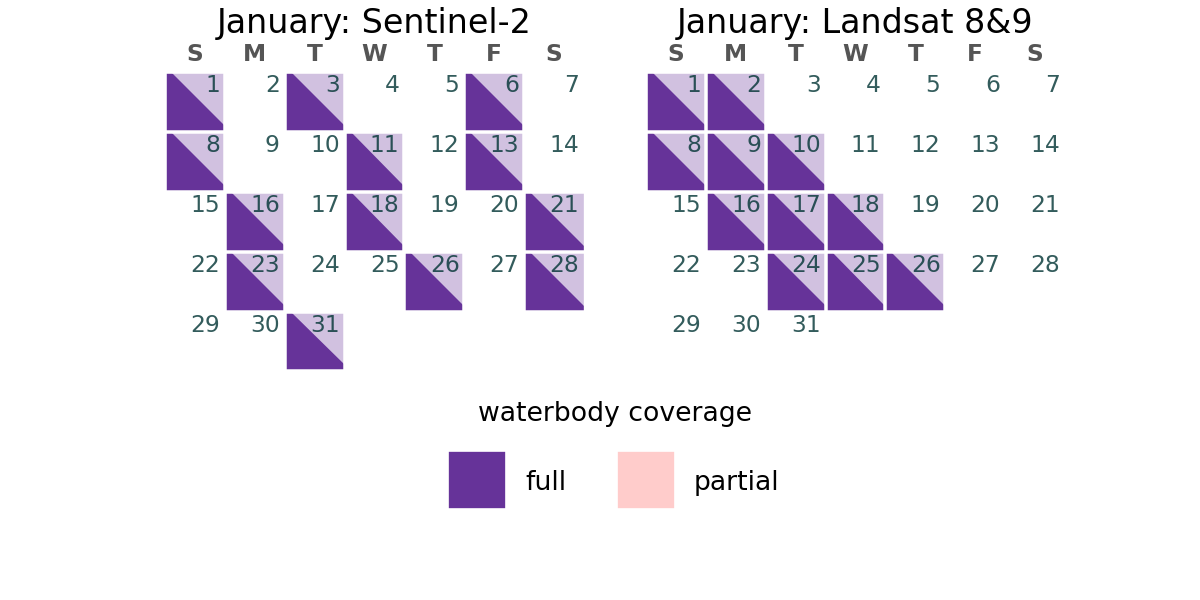 January: Sentinel-2
S M T W T F S
1 2 3 4 5 6 7
8 9 10 11 12 13 14
15 16 17 18 19 20 21
22 23 24 25 26 27 28
29 30 31
January: Landsat 8&9
S M T W T F S
1 2 3 4 5 6 7
8 9 10 11 12 13 14
15 16 17 18 19 20 21
22 23 24 25 26 27 28
29 30 31
waterbody coverage
full partial